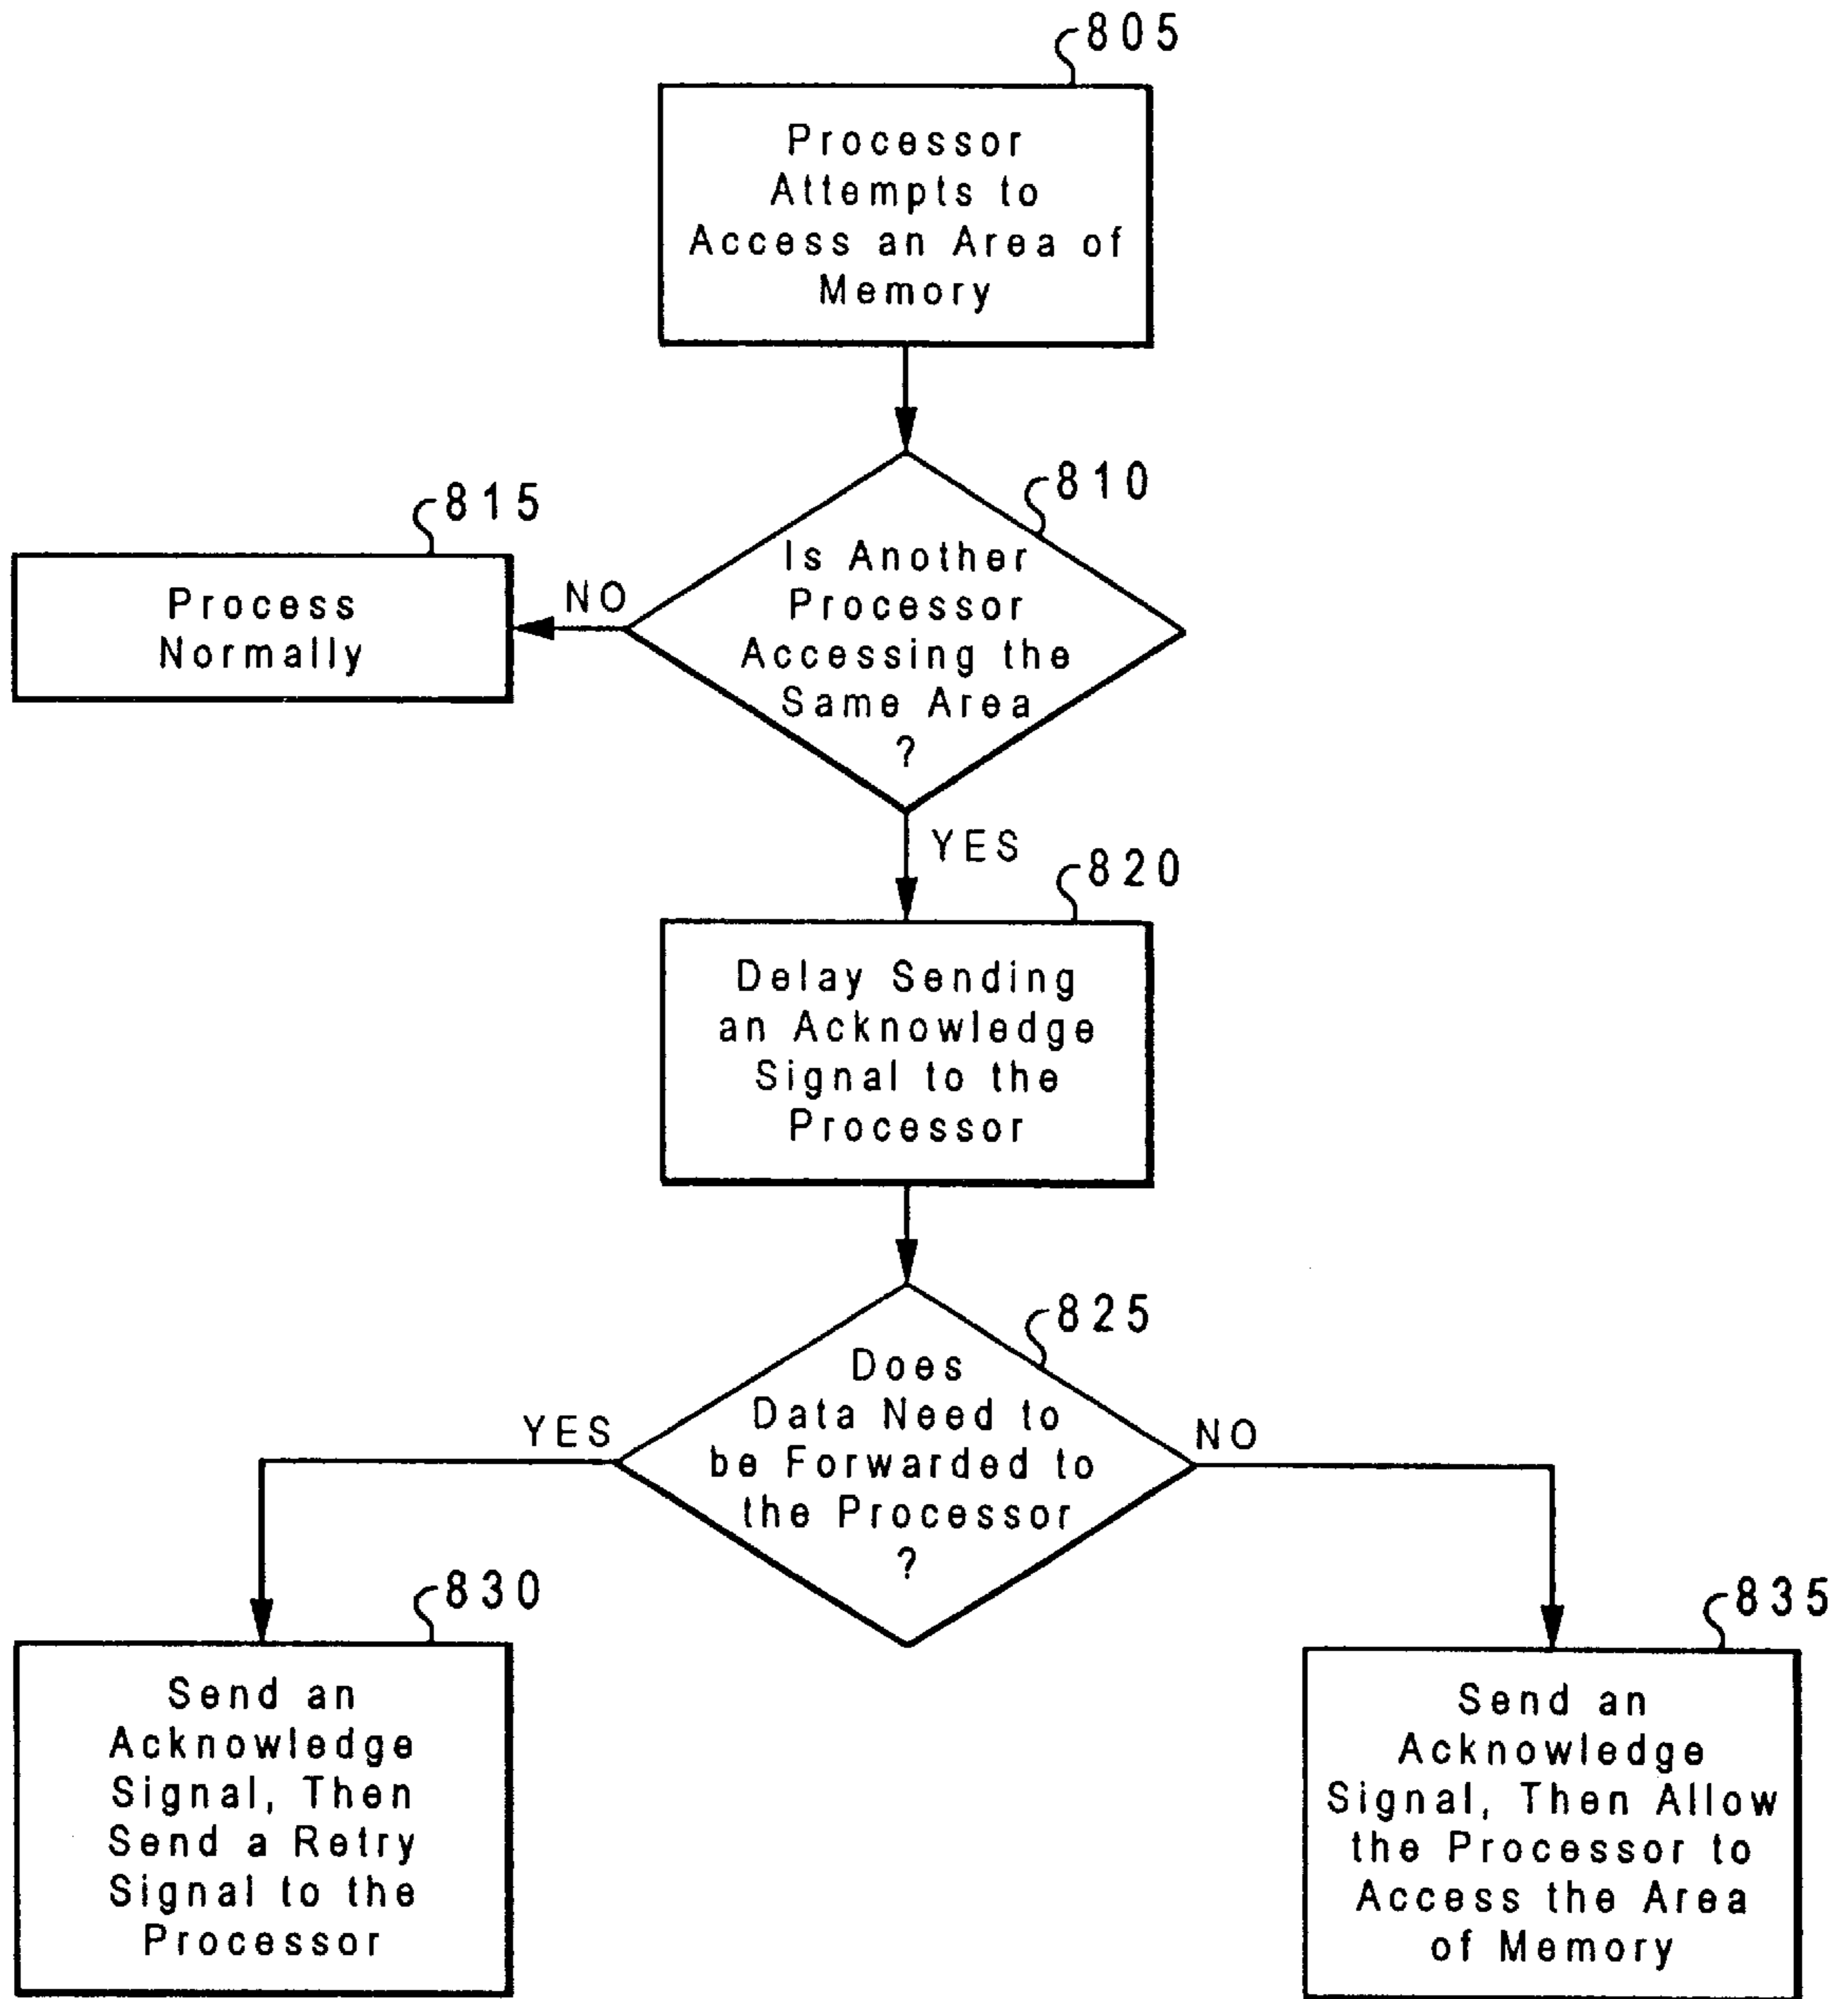 805
Processor
Attempts to
Access an Area of
Memory
810
Is Another
Processor
Accessing the
Same Area
?
815
NO
Process
Normally
YES
820
Delay Sending
an Acknowledge
Signal to the
Processor
825
Does
Data Need to
be Forwarded to
the Processor
?
YES
NO
830
Send an
Acknowledge
Signal, Then
Send a Retry
Signal to the
Processor
835
Send an
Acknowledge
Signal, Then Allow
the Processor to
Access the Area
of Memory